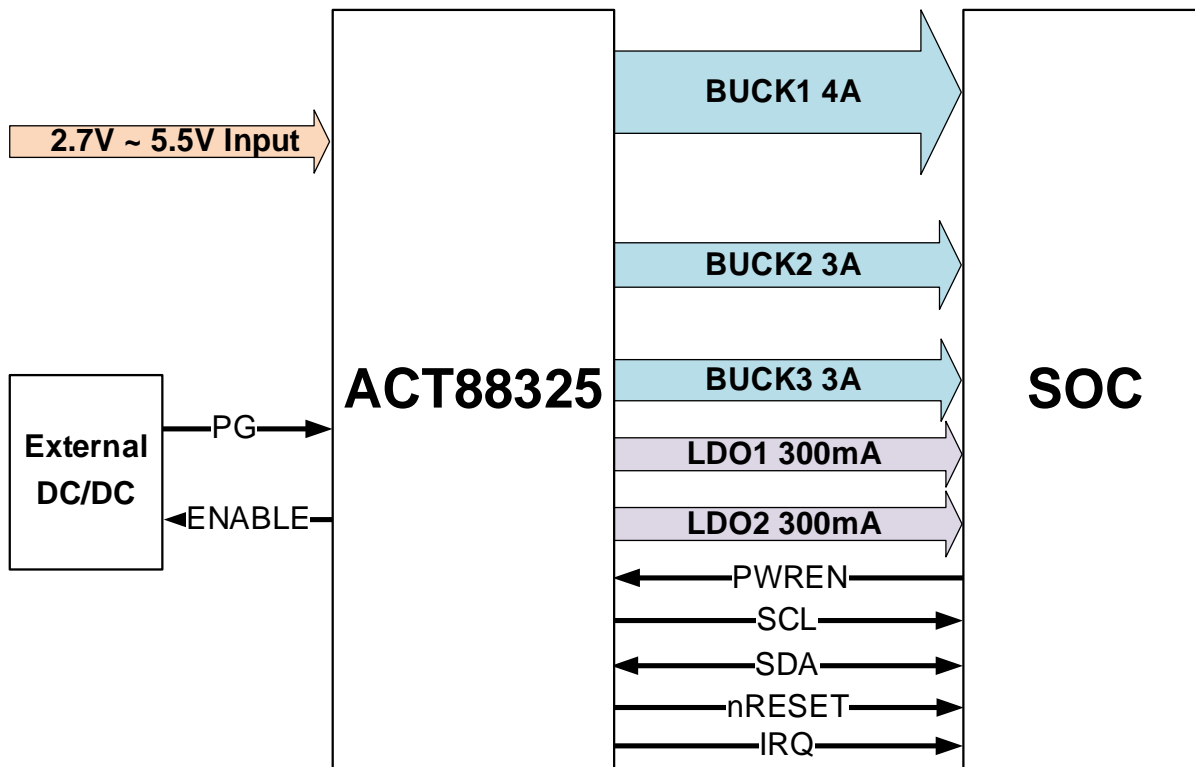 2.7V ~ 5.5V Input
External
DC/DC
PG
ENABLE
ACT88325
BUCK1 4A
BUCK2 3A
BUCK3 3A
LDO1 300mA
LDO2 300mA
PWREN
SCL
SDA
nRESET
IRQ
SOC